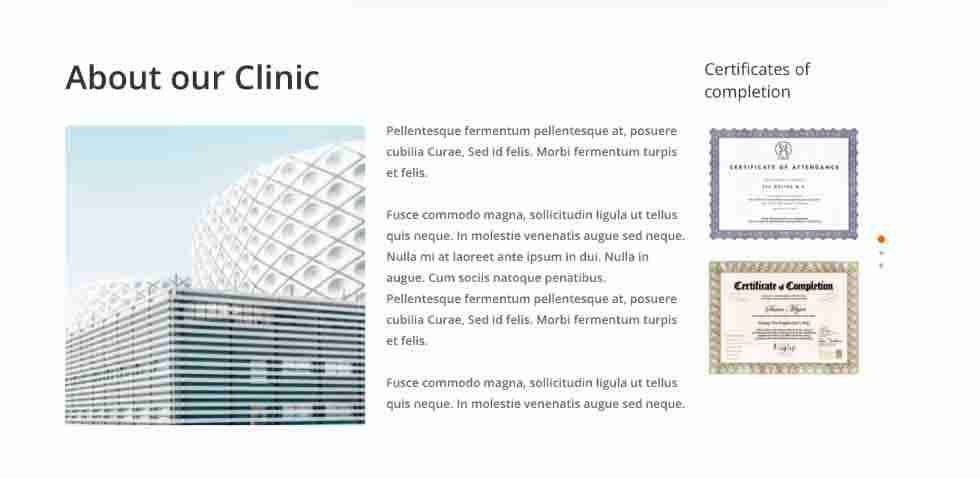 About our Clinic
Pellentesque fermentum pellentesque at, posuere
cubilia Curae, Sed id felis. Morbi fermentum turpis
et felis.
Fusce commodo magna, sollicitudin ligula ut tellus
quis neque. In molestie venenatis augue sed neque.
Nulla mi at laoreet ante ipsum in dui. Nulla in
augue. Cum sociis natoque penatibus.
Pellentesque fermentum pellentesque at, posuere
cubilia Curae, Sed id felis. Morbi fermentum turpis
et felis.
Fusce commodo magna, sollicitudin ligula ut tellus
quis neque. In molestie venenatis augue sed neque.
Certificates of
completion
CERTIFICATE OF ATTENDANCE
Certificate of Completion